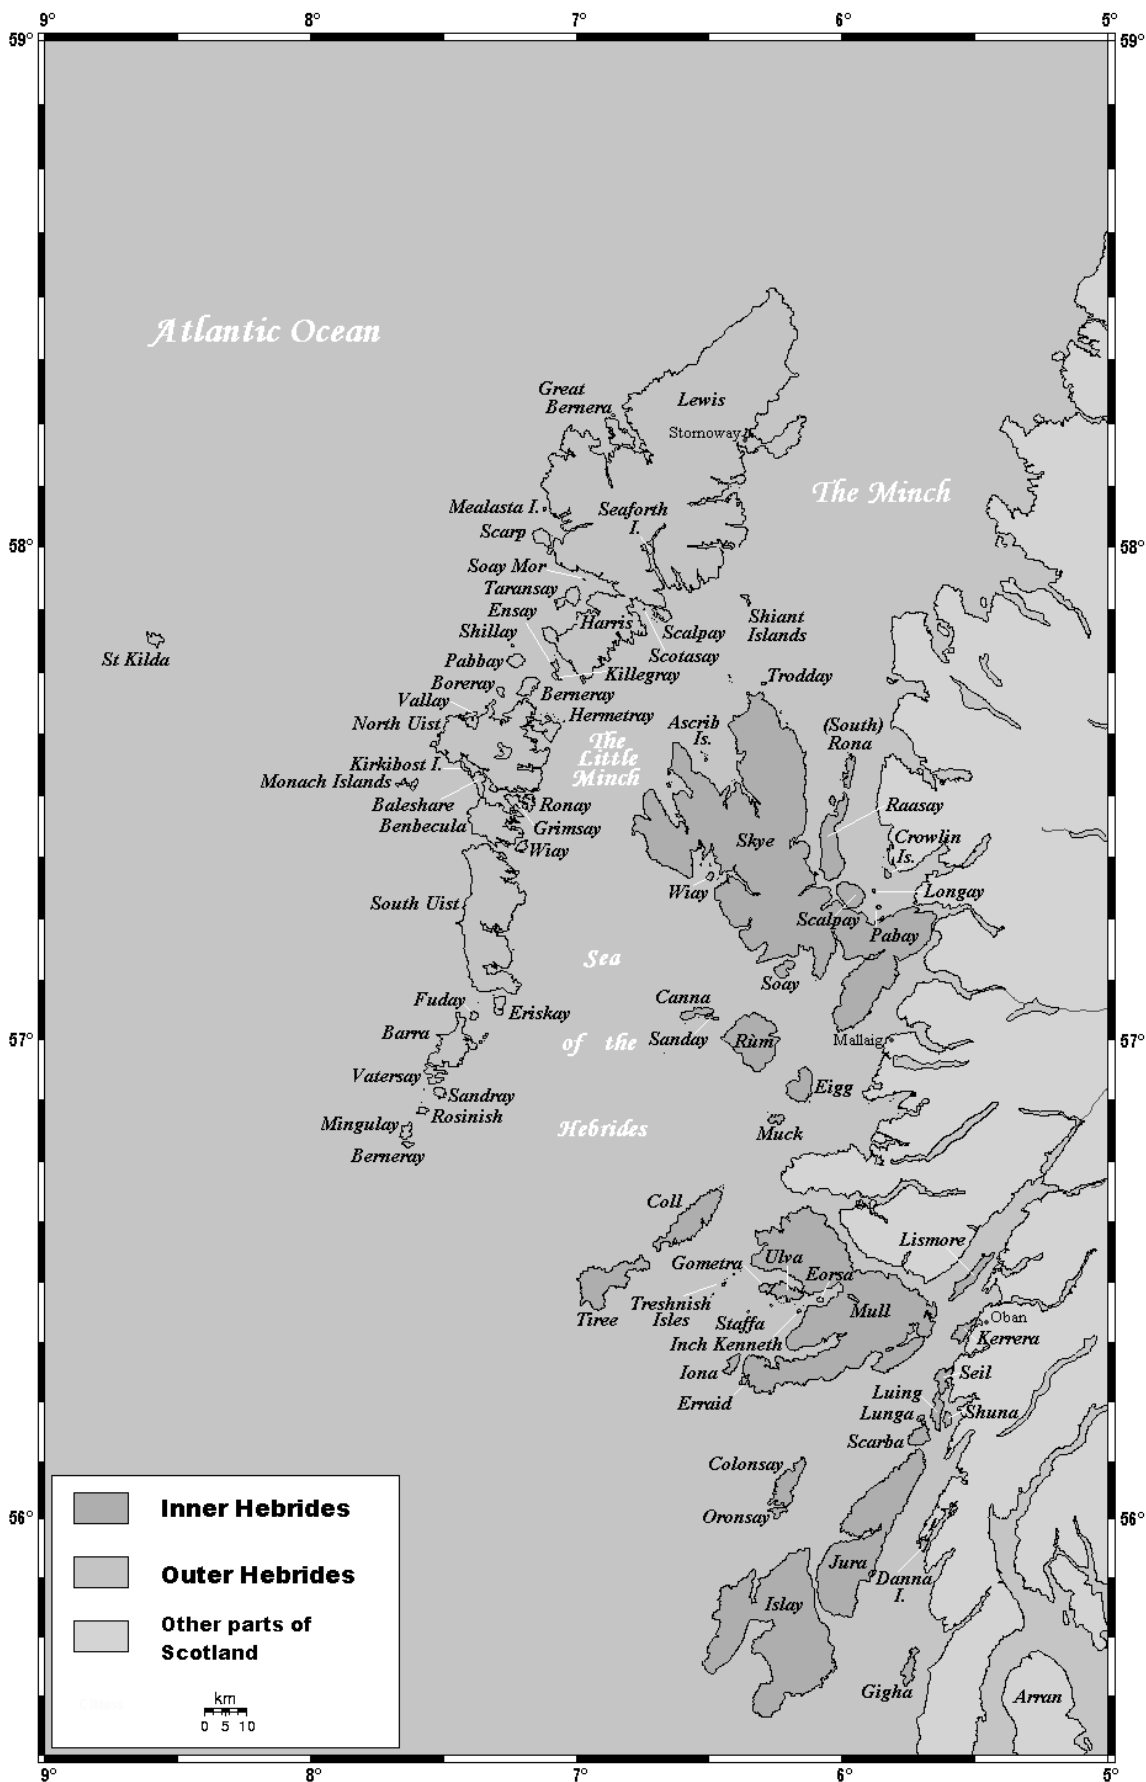 9° 8° 7° 6° 5°
59° 59°
Atlantic Ocean
Great
Bernera
Lewis
Stornoway
The Minch
Mealasta I.
Seaforth
I.
Scarp
58° 58°
Soay Mor
Taransay
Ensay
Harris
Shiant
Islands
Shillay
Scalpay
St Kilda
Pabbay
Scotasay
Killegray
Trodday
Boreray
Berneray
Vallay
North Uist
Hermetray
Ascrib
Is.
(South)
Rona
The
Little
Minch
Kirkibost I.
Monach Islands
Baleshare
Ronay
Raasay
Benbecula
Grimsay
Skye
Crowlin
Is.
Wiay
Wiay
Longay
South Uist
Scalpay
Pabay
Sea
Soay
Fuday
Eriskay
Canna
Barra
Sanday
Rùm
Mallaig
57° 57°
of the
Vatersay
Sandray
Eigg
Rosinish
Mingulay
Hebrides
Muck
Berneray
Coll
Lismore
Gometra
Ulva
Eorsa
Treshnish
Isles
Tiree
Staffa
Mull
Oban
Inch Kenneth
Kerrera
Iona
Seil
Erraid
Luing
Lunga
Shuna
Scarba
Colonsay
Oronsay
56° 56°
Jura
Danna
I.
Islay
Gigha
Arran
Inner Hebrides
Outer Hebrides
Other parts of
Scotland
km
0 5 10
9° 8° 7° 6° 5°